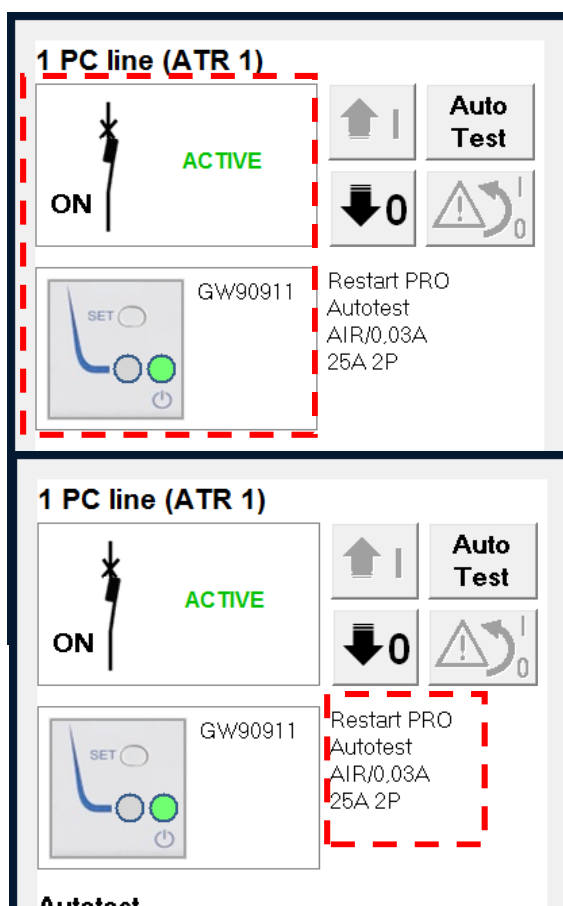 1 PC line (ATR 1)
ACTIVE
ON
I
Auto
Test
0
I
0
SET
GW90911
Restart PRO
Autotest
AIR/0,03A
25A 2P
1 PC line (ATR 1)
ACTIVE
ON
I
Auto
Test
0
I
0
SET
GW90911
Restart PRO
Autotest
AIR/0,03A
25A 2P
Autotest